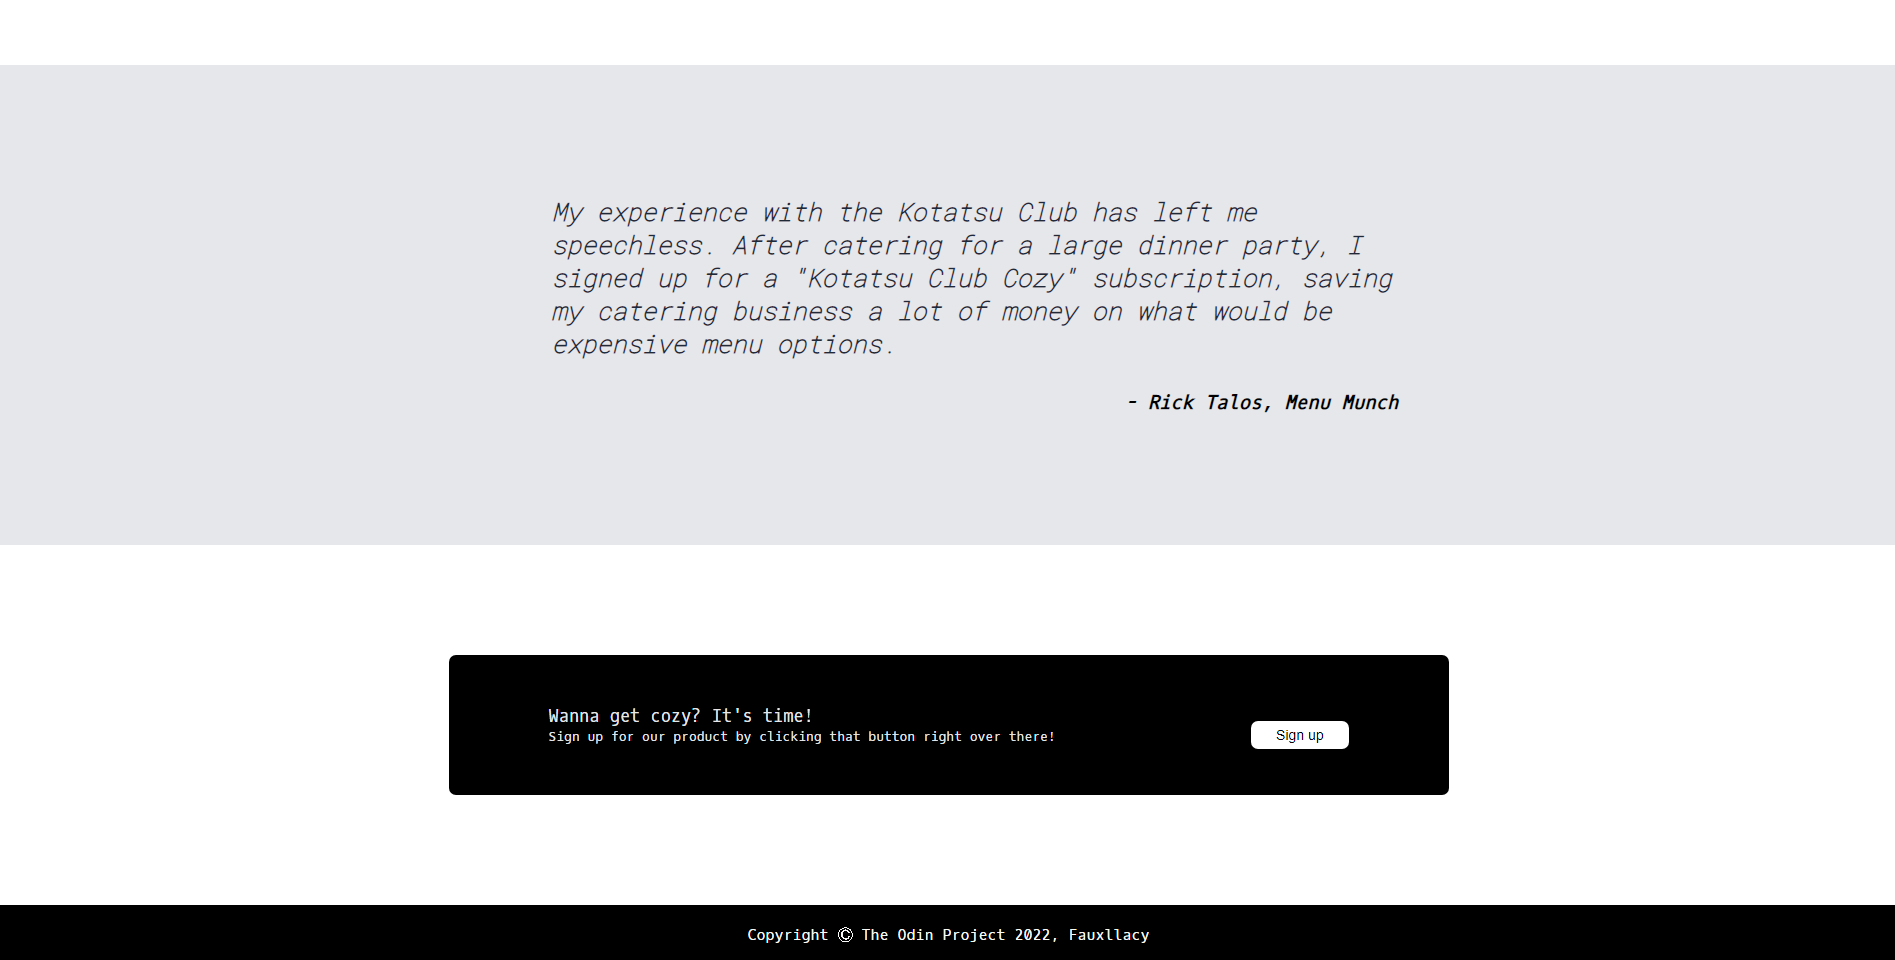 My experience with the Kotatsu Club has left me
speechless. After catering for a large dinner party, I
signed up for a "Kotatsu Club Cozy" subscription, saving
my catering business a lot of money on what would be
expensive menu options.
- Rick Talos, Menu Munch
Wanna get cozy? It's time!
Sign up for our product by clicking that button right over there!
Sign up
Copyright © The Odin Project 2022, Fauxllacy